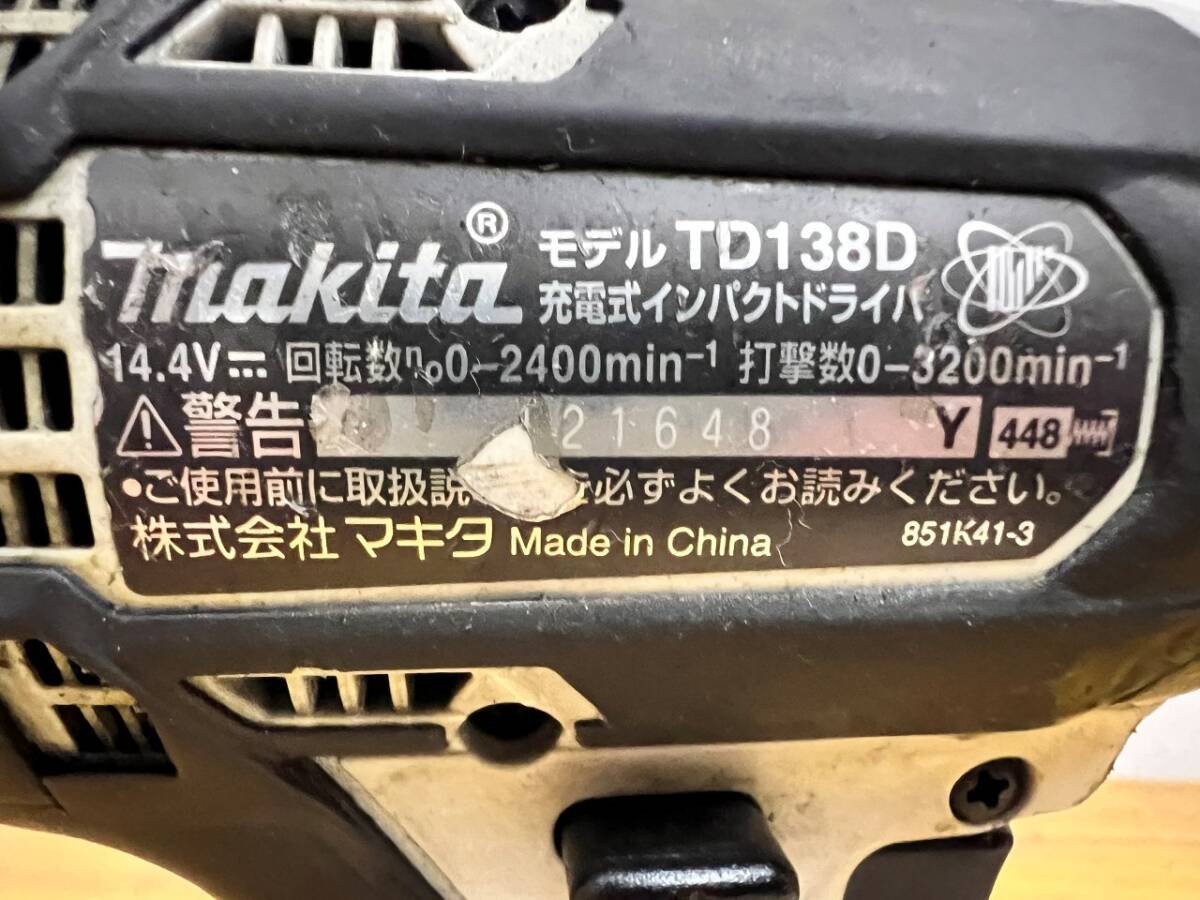 makita® モデル TD138D
充電式インパクトドライバ
14.4V 回転数n₀0-2400min⁻¹ 打撃数0-3200min⁻¹
警告 21648 Y 448
•ご使用前に取扱説 を必ずよくお読みください。
株式会社 マキタ Made in China 851K41-3